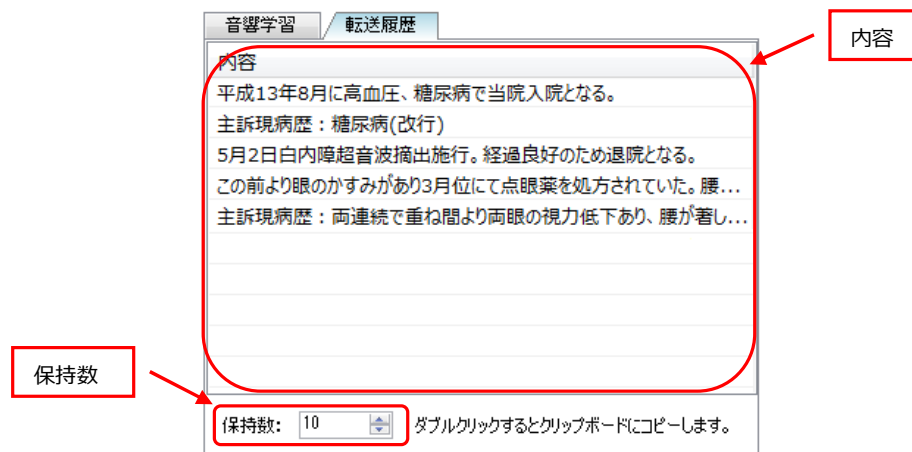 音響学習 転送履歴
内容
内容
平成13年8月に高血圧、糖尿病で当院入院となる。
主訴現病歴：糖尿病(改行)
5月2日白内障超音波摘出施行。経過良好のため退院となる。
この前より眼のかすみがあり3月位にて点眼薬を処方されていた。腰...
主訴現病歴：両連続で重ね間より両眼の視力低下あり、腰が著し...
保持数
保持数: 10 ダブルクリックするとクリップボードにコピーします。